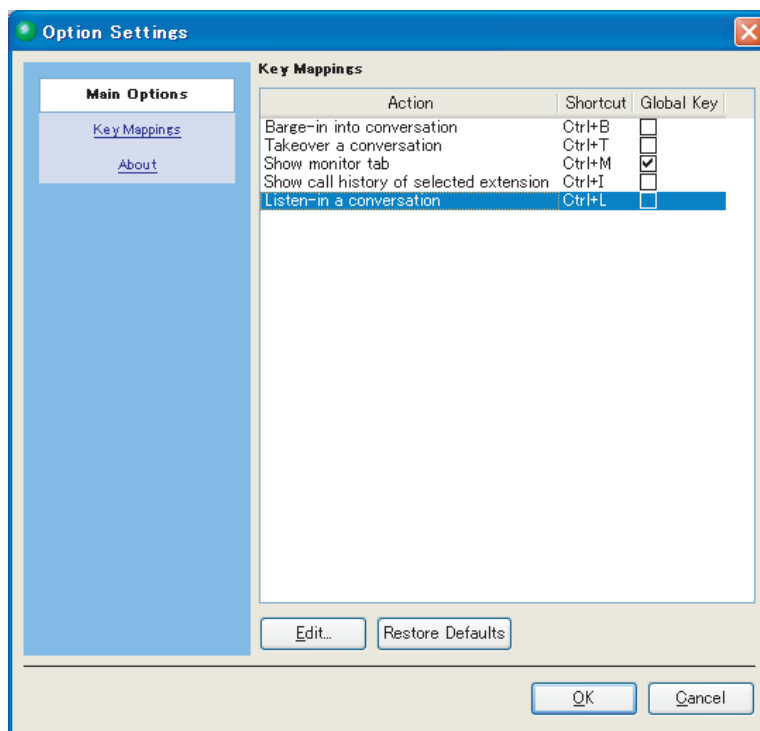 Option Settings
Main Options
Key Mappings
About
Key Mappings
Action Shortcut Global Key
Barge-in into conversation Ctrl+B
Takeover a conversation Ctrl+T
Show monitor tab Ctrl+M
Show call history of selected extension Ctrl+I
Listen-in a conversation Ctrl+L
Edit... Restore Defaults
OK Cancel